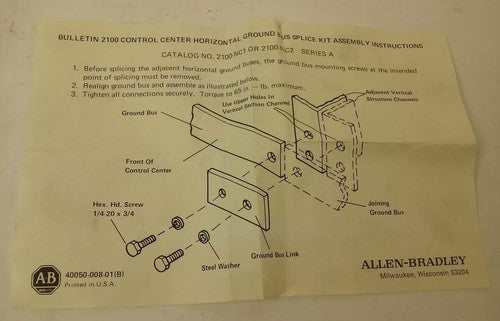 BULLETIN 2100 CONTROL CENTER HORIZONTAL GROUND BUS SPLICE KIT ASSEMBLY INSTRUCTIONS
CATALOG NO. 2100-NC1 OR 2100-NC2 SERIES A
1. Before splicing the adjacent horizontal ground buses, the ground bus mounting screws at the intended
point of splicing must be removed.
2. Realign ground bus and assemble as illustrated below.
3. Tighten all connections securely. Torque to 65 in. – lb. maximum.
Use Upper Holes In
Vertical Section Channel
Adjacent Vertical
Structure Channels
Ground Bus
Front Of
Control Center
Hex. Hd. Screw
1/4-20 x 3/4
Joining
Ground Bus
Ground Bus Link
Steel Washer
AB
40050-008-01(B)
Printed in U.S.A.
ALLEN-BRADLEY
Milwaukee, Wisconsin 53204